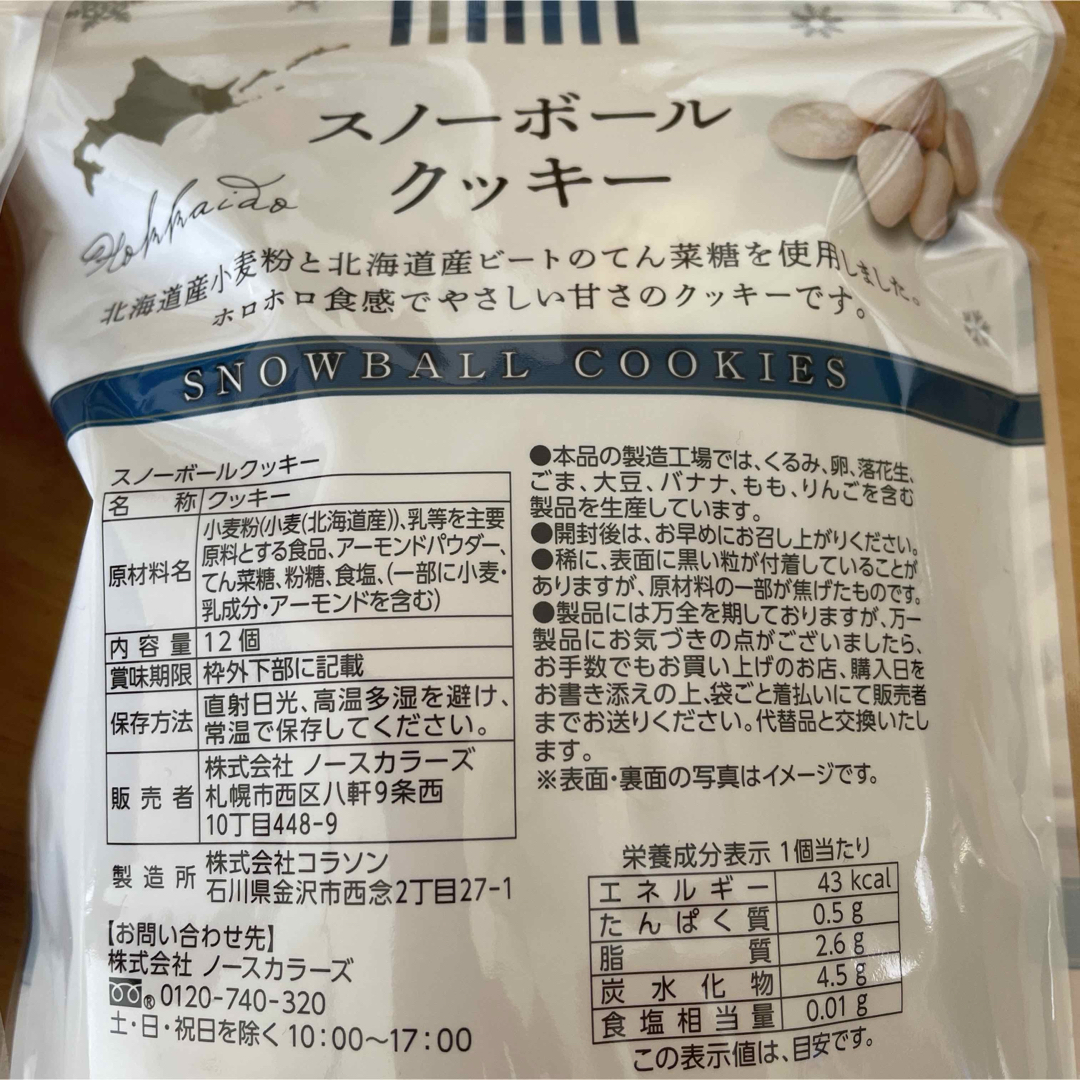 スノーボール
クッキー
Hokkaido
北海道産小麦粉と北海道産ビートのてん菜糖を使用しました。
ホロホロ食感でやさしい甘さのクッキーです。
SNOWBALL COOKIES
スノーボールクッキー
名 称 クッキー
原材料名 小麦粉(小麦(北海道産))、乳等を主要
原料とする食品、アーモンドパウダー、
てん菜糖、粉糖、食塩、(一部に小麦・
乳成分・アーモンドを含む)
内容量 12個
賞味期限 枠外下部に記載
保存方法 直射日光、高温多湿を避け、
常温で保存してください。
販売者 株式会社 ノースカラーズ
札幌市西区八軒9条西
10丁目448-9
製造所 株式会社コラソン
石川県金沢市西念2丁目27-1
【お問い合わせ先】
株式会社 ノースカラーズ
® 0120-740-320
土・日・祝日を除く 10:00〜17:00
●本品の製造工場では、くるみ、卵、落花生、
ごま、大豆、バナナ、もも、りんごを含む
製品を生産しています。
●開封後は、お早めにお召し上がりください。
●稀に、表面に黒い粒が付着していることが
ありますが、原材料の一部が焦げたものです。
●製品には万全を期しておりますが、万一
製品にお気づきの点がございましたら、
お手数でもお買い上げのお店、購入日を
お書き添えの上、袋ごと着払いにて販売者
までお送りください。代替品と交換いたし
ます。
※表面・裏面の写真はイメージです。
栄養成分表示 1個当たり
エネルギー 43 kcal
たんぱく質 0.5 g
脂質 2.6 g
炭水化物 4.5 g
食塩相当量 0.01 g
この表示値は、目安です。